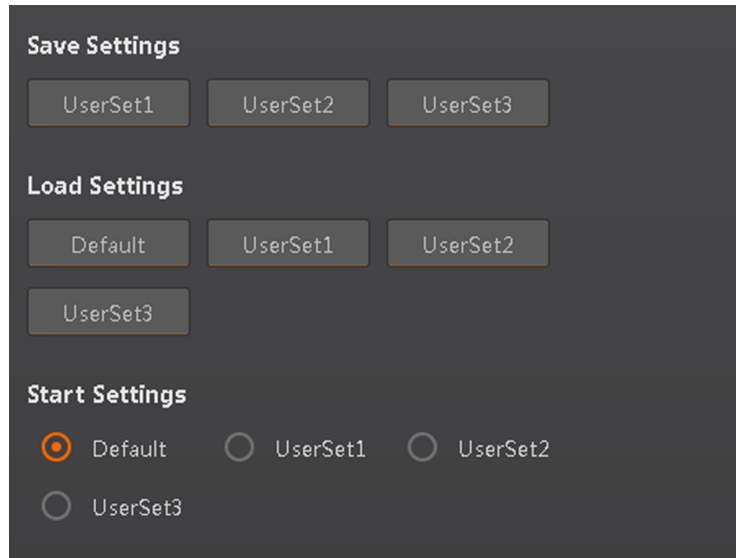 Save Settings
UserSet1 UserSet2 UserSet3
Load Settings
Default UserSet1 UserSet2
UserSet3
Start Settings
Default UserSet1 UserSet2
UserSet3